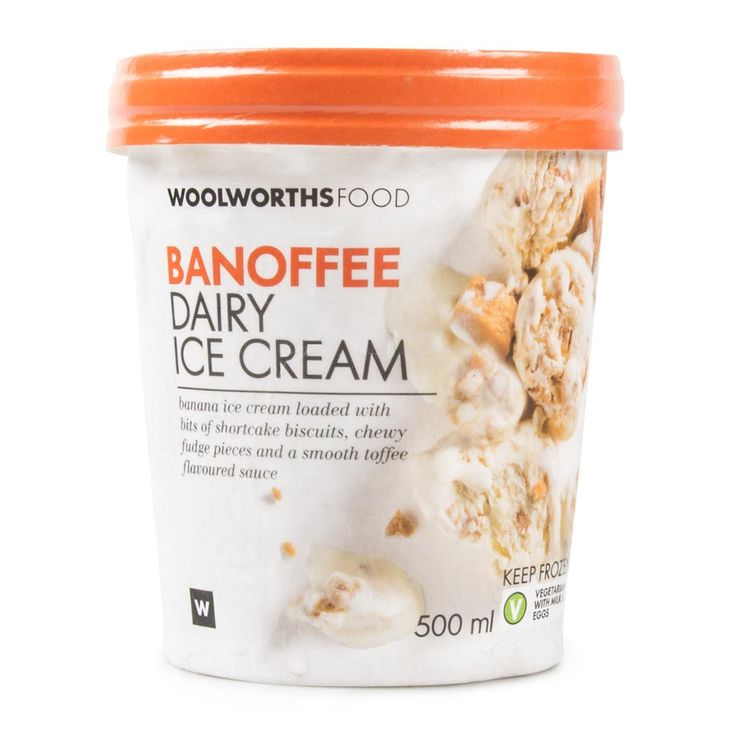 WOOLWORTHSFOOD
BANOFFEE
DAIRY
ICE CREAM
banana ice cream loaded with
bits of shortcake biscuits, chewy
fudge pieces and a smooth toffee
flavoured sauce
KEEP FROZEN
V
VEGETARIAN
WITH MILK
EGGS
W
500 ml